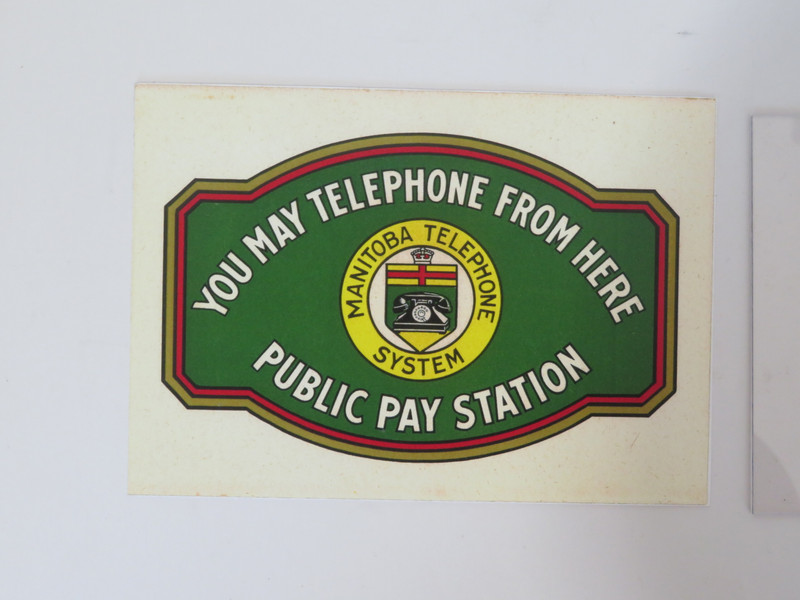 YOU MAY TELEPHONE FROM HERE
MANITOBA TELEPHONE
SYSTEM
PUBLIC PAY STATION